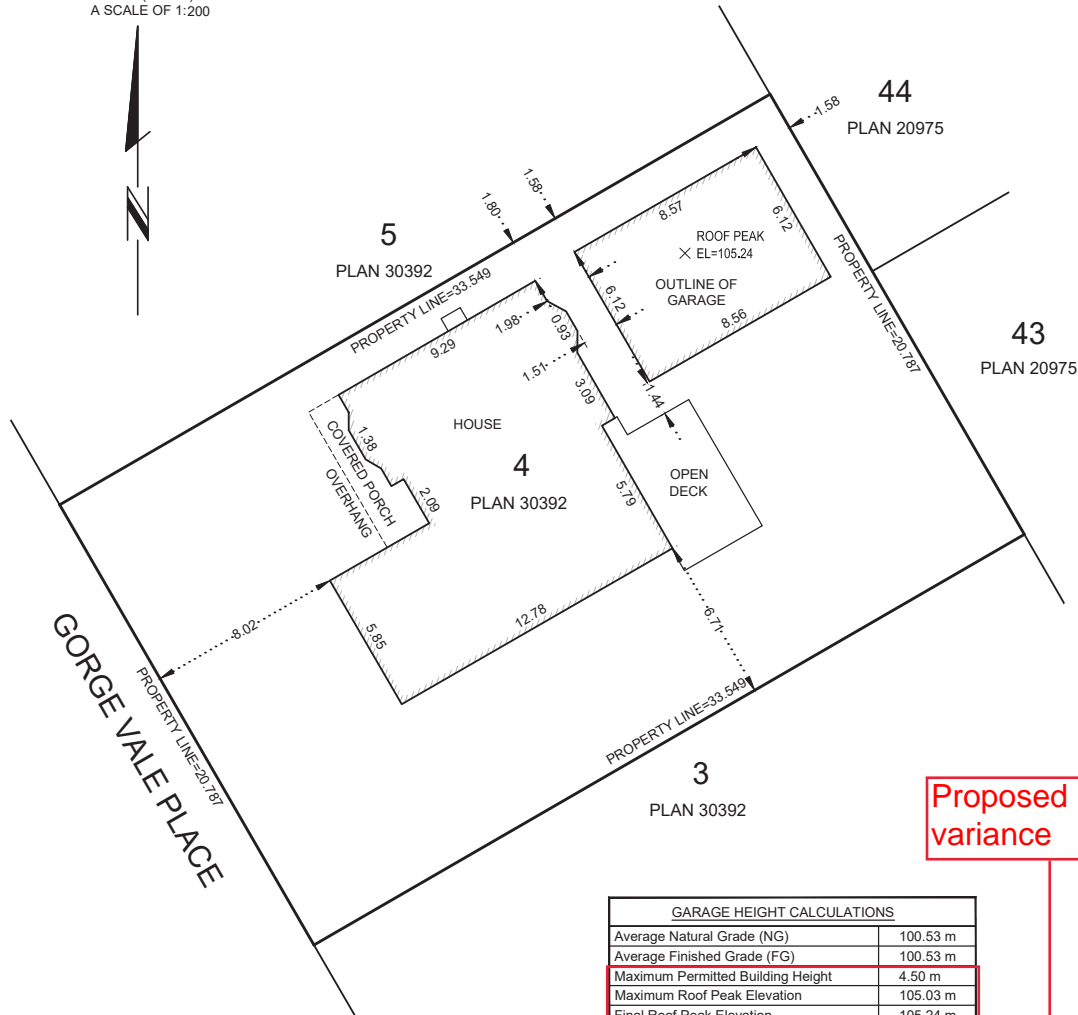 A SCALE OF 1:200
N
44
PLAN 20975
1.58
1.58
1.80
5
PLAN 30392
8.57
6.12
ROOF PEAK
EL=105.24
OUTLINE OF
GARAGE
6.12
8.56
PROPERTY LINE=33.549
PROPERTY LINE=20.787
43
PLAN 20975
9.29
1.98
0.93
1.51
3.09
1.44
HOUSE
4
PLAN 30392
COVERED PORCH
OVERHANG
1.38
2.09
5.79
OPEN
DECK
8.02
5.85
12.78
6.71
GORGE VALE PLACE
PROPERTY LINE=20.787
PROPERTY LINE=33.549
3
PLAN 30392
Proposed
variance
GARAGE HEIGHT CALCULATIONS
Average Natural Grade (NG) 100.53 m
Average Finished Grade (FG) 100.53 m
Maximum Permitted Building Height 4.50 m
Maximum Roof Peak Elevation 105.03 m
Final Roof Peak Elevation 105.24 m